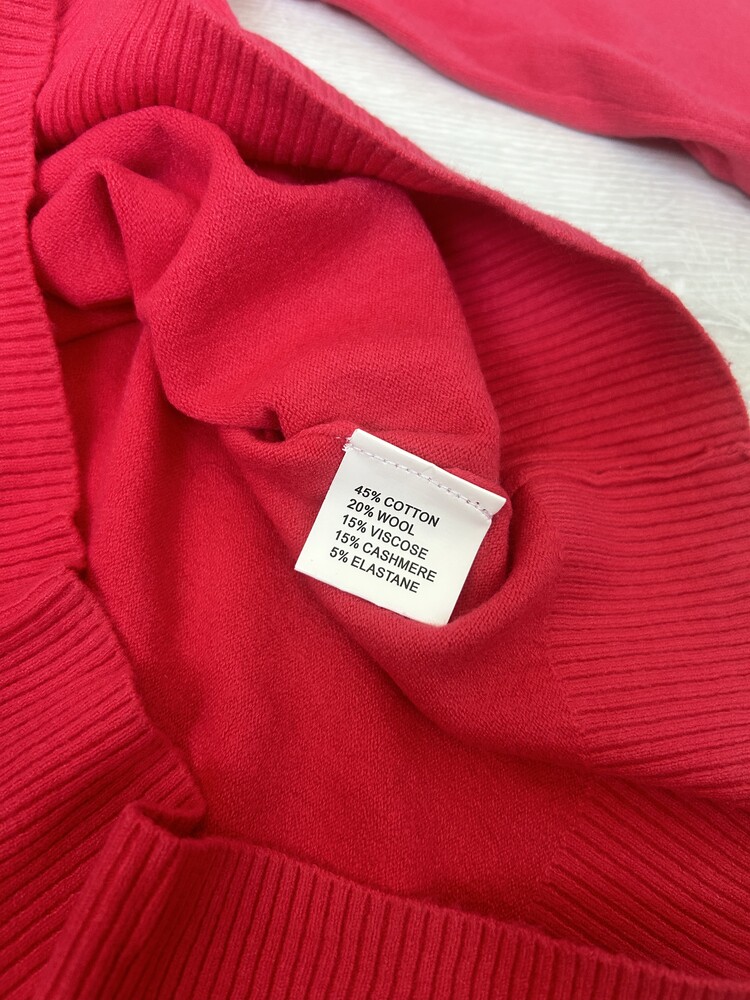 45% COTTON
20% WOOL
15% VISCOSE
15% CASHMERE
5% ELASTANE